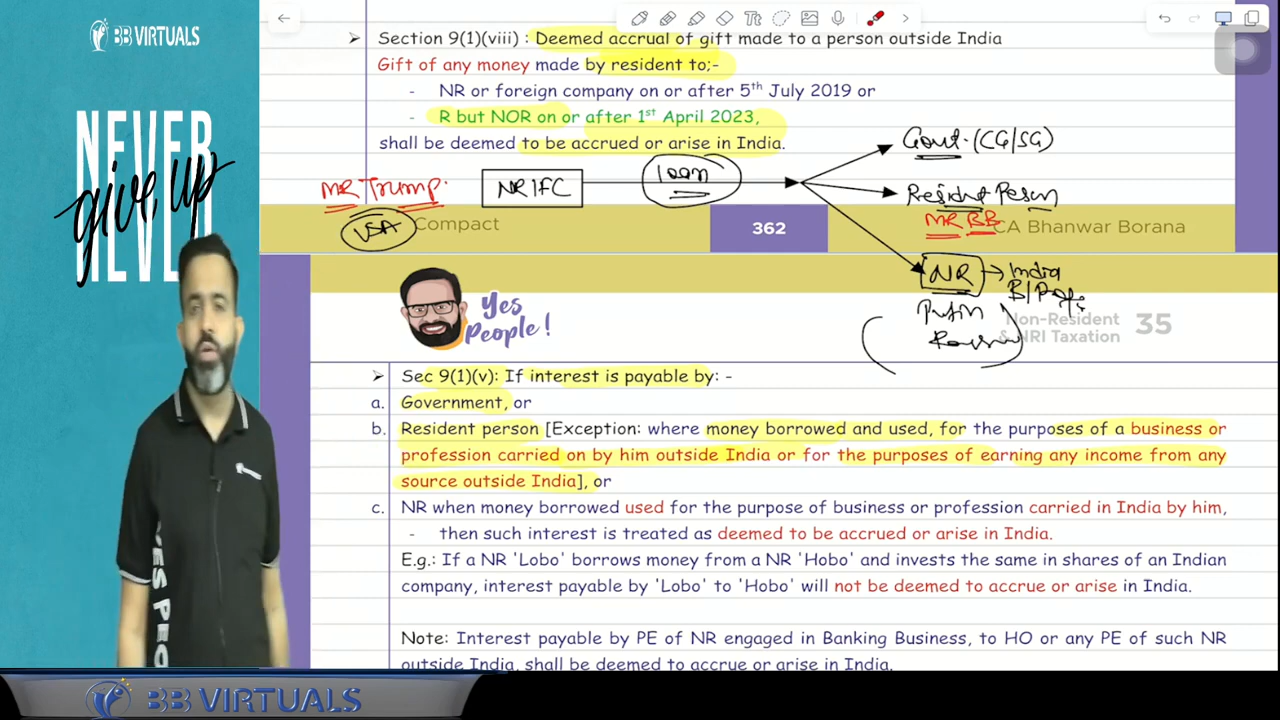 BB VIRTUALS
NEVER
give up
NEVER
➤ Section 9(1)(viii) : Deemed accrual of gift made to a person outside India
Gift of any money made by resident to;-
- NR or foreign company on or after 5th July 2019 or
- R but NOR on or after 1st April 2023,
shall be deemed to be accrued or arise in India.
MR Trump.
USA
NR/FC
loan
Govt. (CG/SG)
Resident Person
MR BB
NR → India
Compact
362
CA Bhanwar Borana
Yes
People!
Non-Resident
& NRI Taxation
35
➤ Sec 9(1)(v): If interest is payable by: -
a. Government, or
b. Resident person [Exception: where money borrowed and used, for the purposes of a business or
profession carried on by him outside India or for the purposes of earning any income from any
source outside India], or
c. NR when money borrowed used for the purpose of business or profession carried in India by him,
- then such interest is treated as deemed to be accrued or arise in India.
E.g.: If a NR 'Lobo' borrows money from a NR 'Hobo' and invests the same in shares of an Indian
company, interest payable by 'Lobo' to 'Hobo' will not be deemed to accrue or arise in India.
Note: Interest payable by PE of NR engaged in Banking Business, to HO or any PE of such NR
outside India, shall be deemed to accrue or arise in India.
YES PEO
BB VIRTUALS